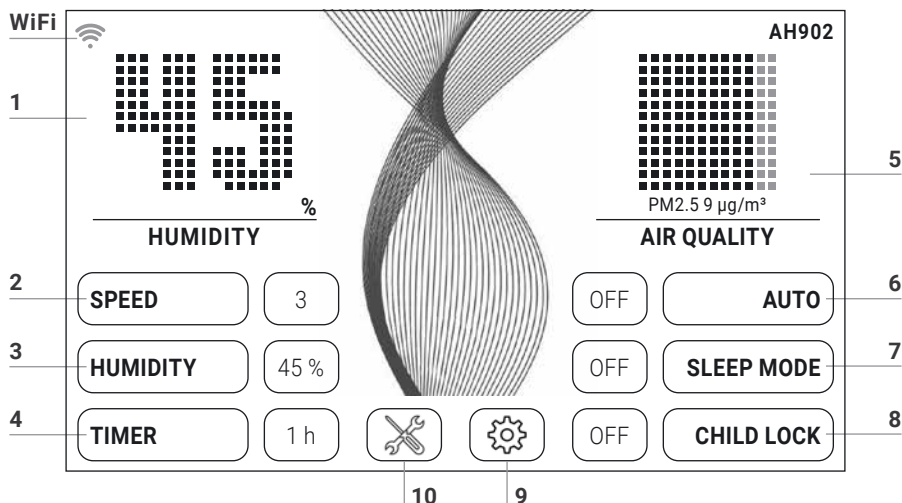 WiFi
AH902
1
45
%
HUMIDITY
5
PM2.5 9 µg/m³
AIR QUALITY
2
SPEED
3
OFF
AUTO
6
3
HUMIDITY
45 %
OFF
SLEEP MODE
7
4
TIMER
1 h
OFF
CHILD LOCK
8
10
9